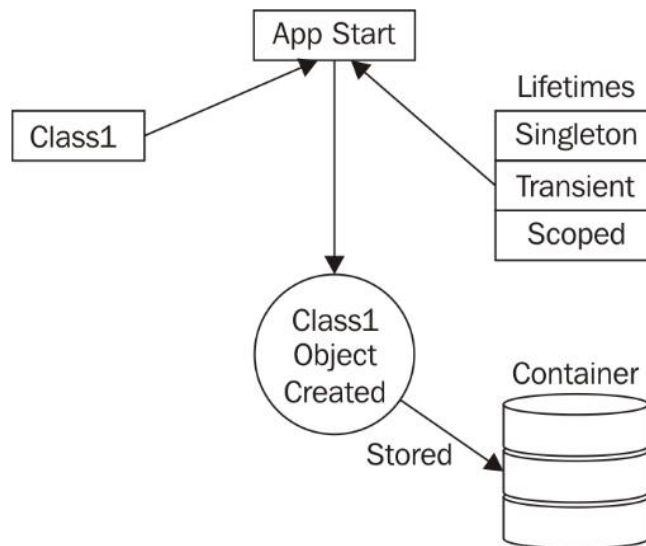 App Start
Class1
Lifetimes
Singleton
Transient
Scoped
Class1
Object
Created
Stored
Container